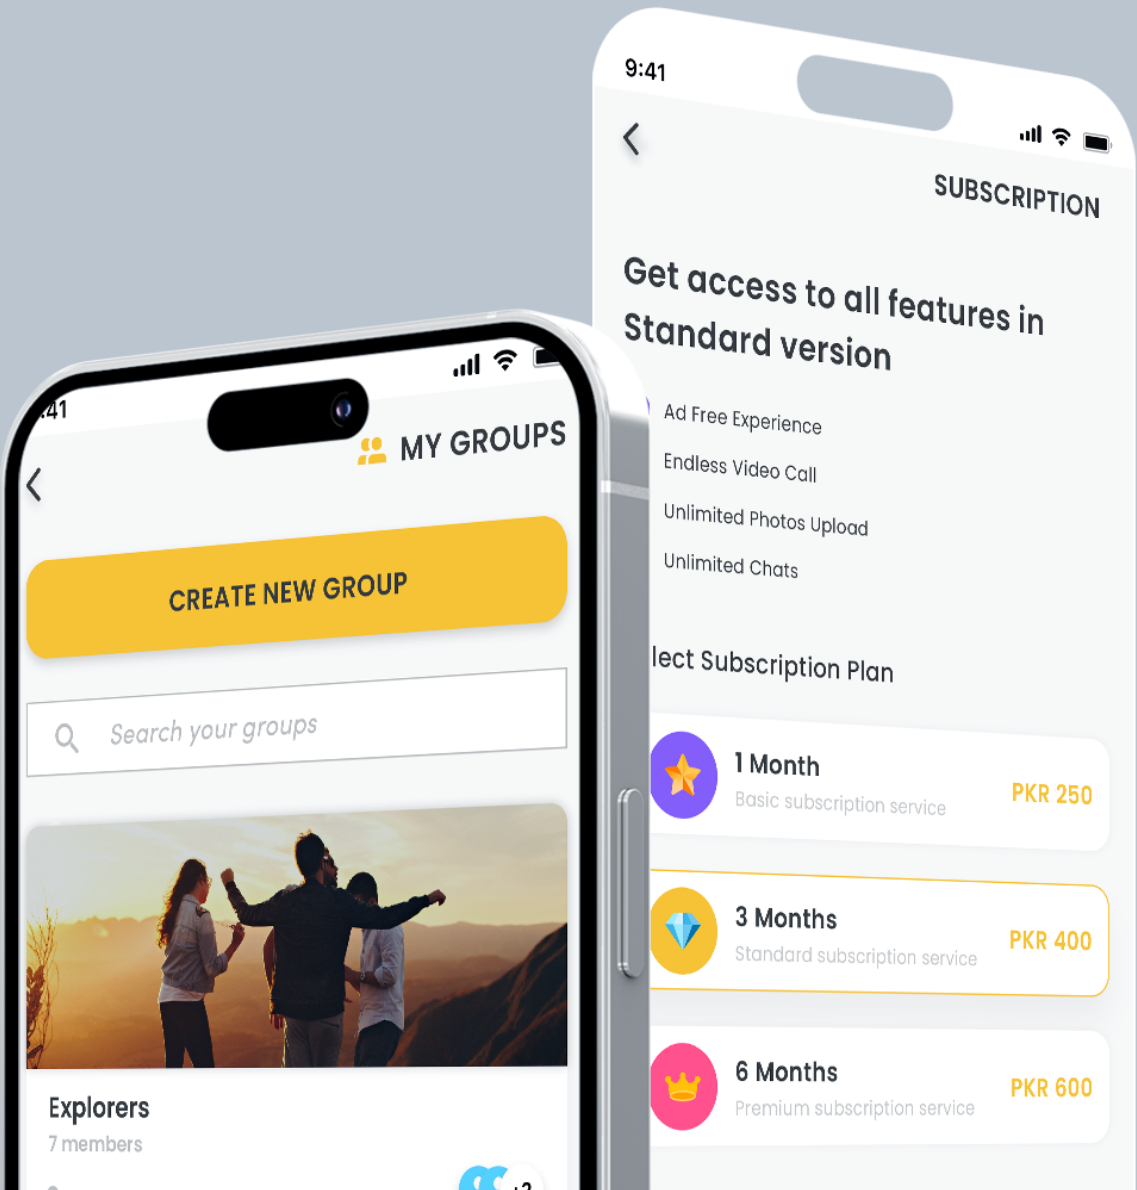 9:41
SUBSCRIPTION
Get access to all features in
Standard version
Ad Free Experience
Endless Video Call
Unlimited Photos Upload
Unlimited Chats
lect Subscription Plan
1 Month
Basic subscription service
PKR 250
3 Months
Standard subscription service
PKR 400
6 Months
Premium subscription service
PKR 600
:41
MY GROUPS
CREATE NEW GROUP
Search your groups
Explorers
7 members